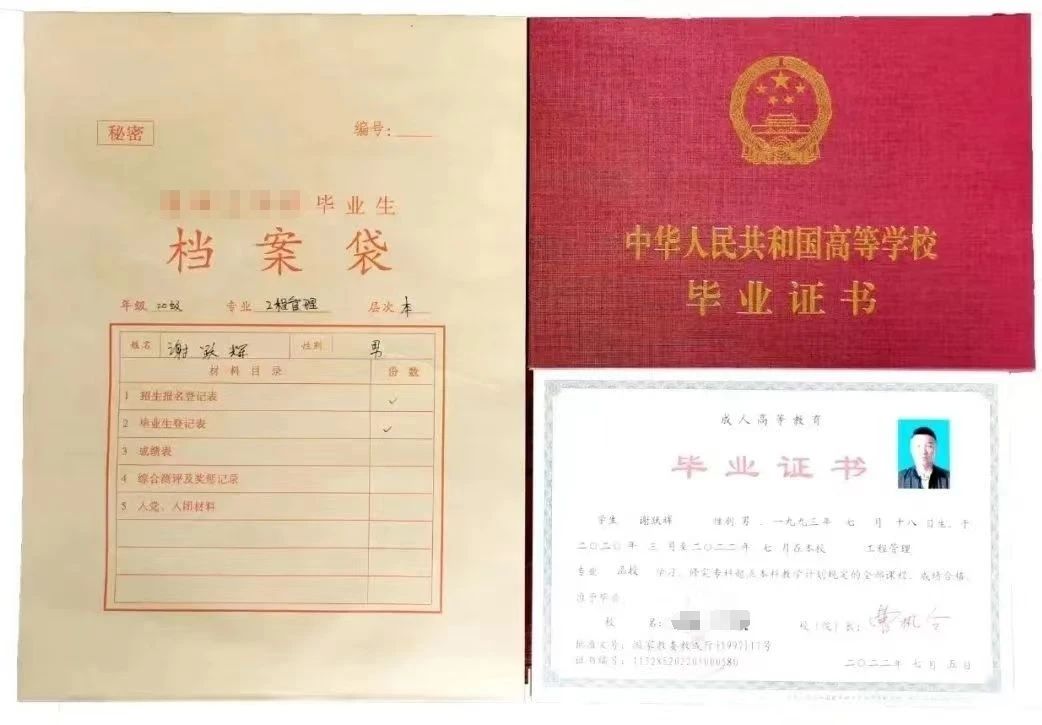 秘密
编号:
毕业生
档案袋
年级 20级 专业 工程管理 层次 本
姓名 谢跃辉 性别 男
材料目录 份数
1 招生报名登记表 ✓
2 毕业生登记表 ✓
3 成绩表
4 综合测评及奖惩记录
5 入党、入团材料
中华人民共和国高等学校
毕业证书
成人高等教育
毕业证书
学生 谢跃辉 性别 男，一九九三年 七 月 十八 日生，于
二〇二〇年 三 月至二〇二二年 七 月在本校 工程管理
专业 函授 学习，修完专科起点本科教学计划规定的全部课程，成绩合格，
准予毕业。
校 名： 校（院）长：
批准文号：国家教委教成厅[1997]17号
证书编号：
二〇二二年 七 月 五 日